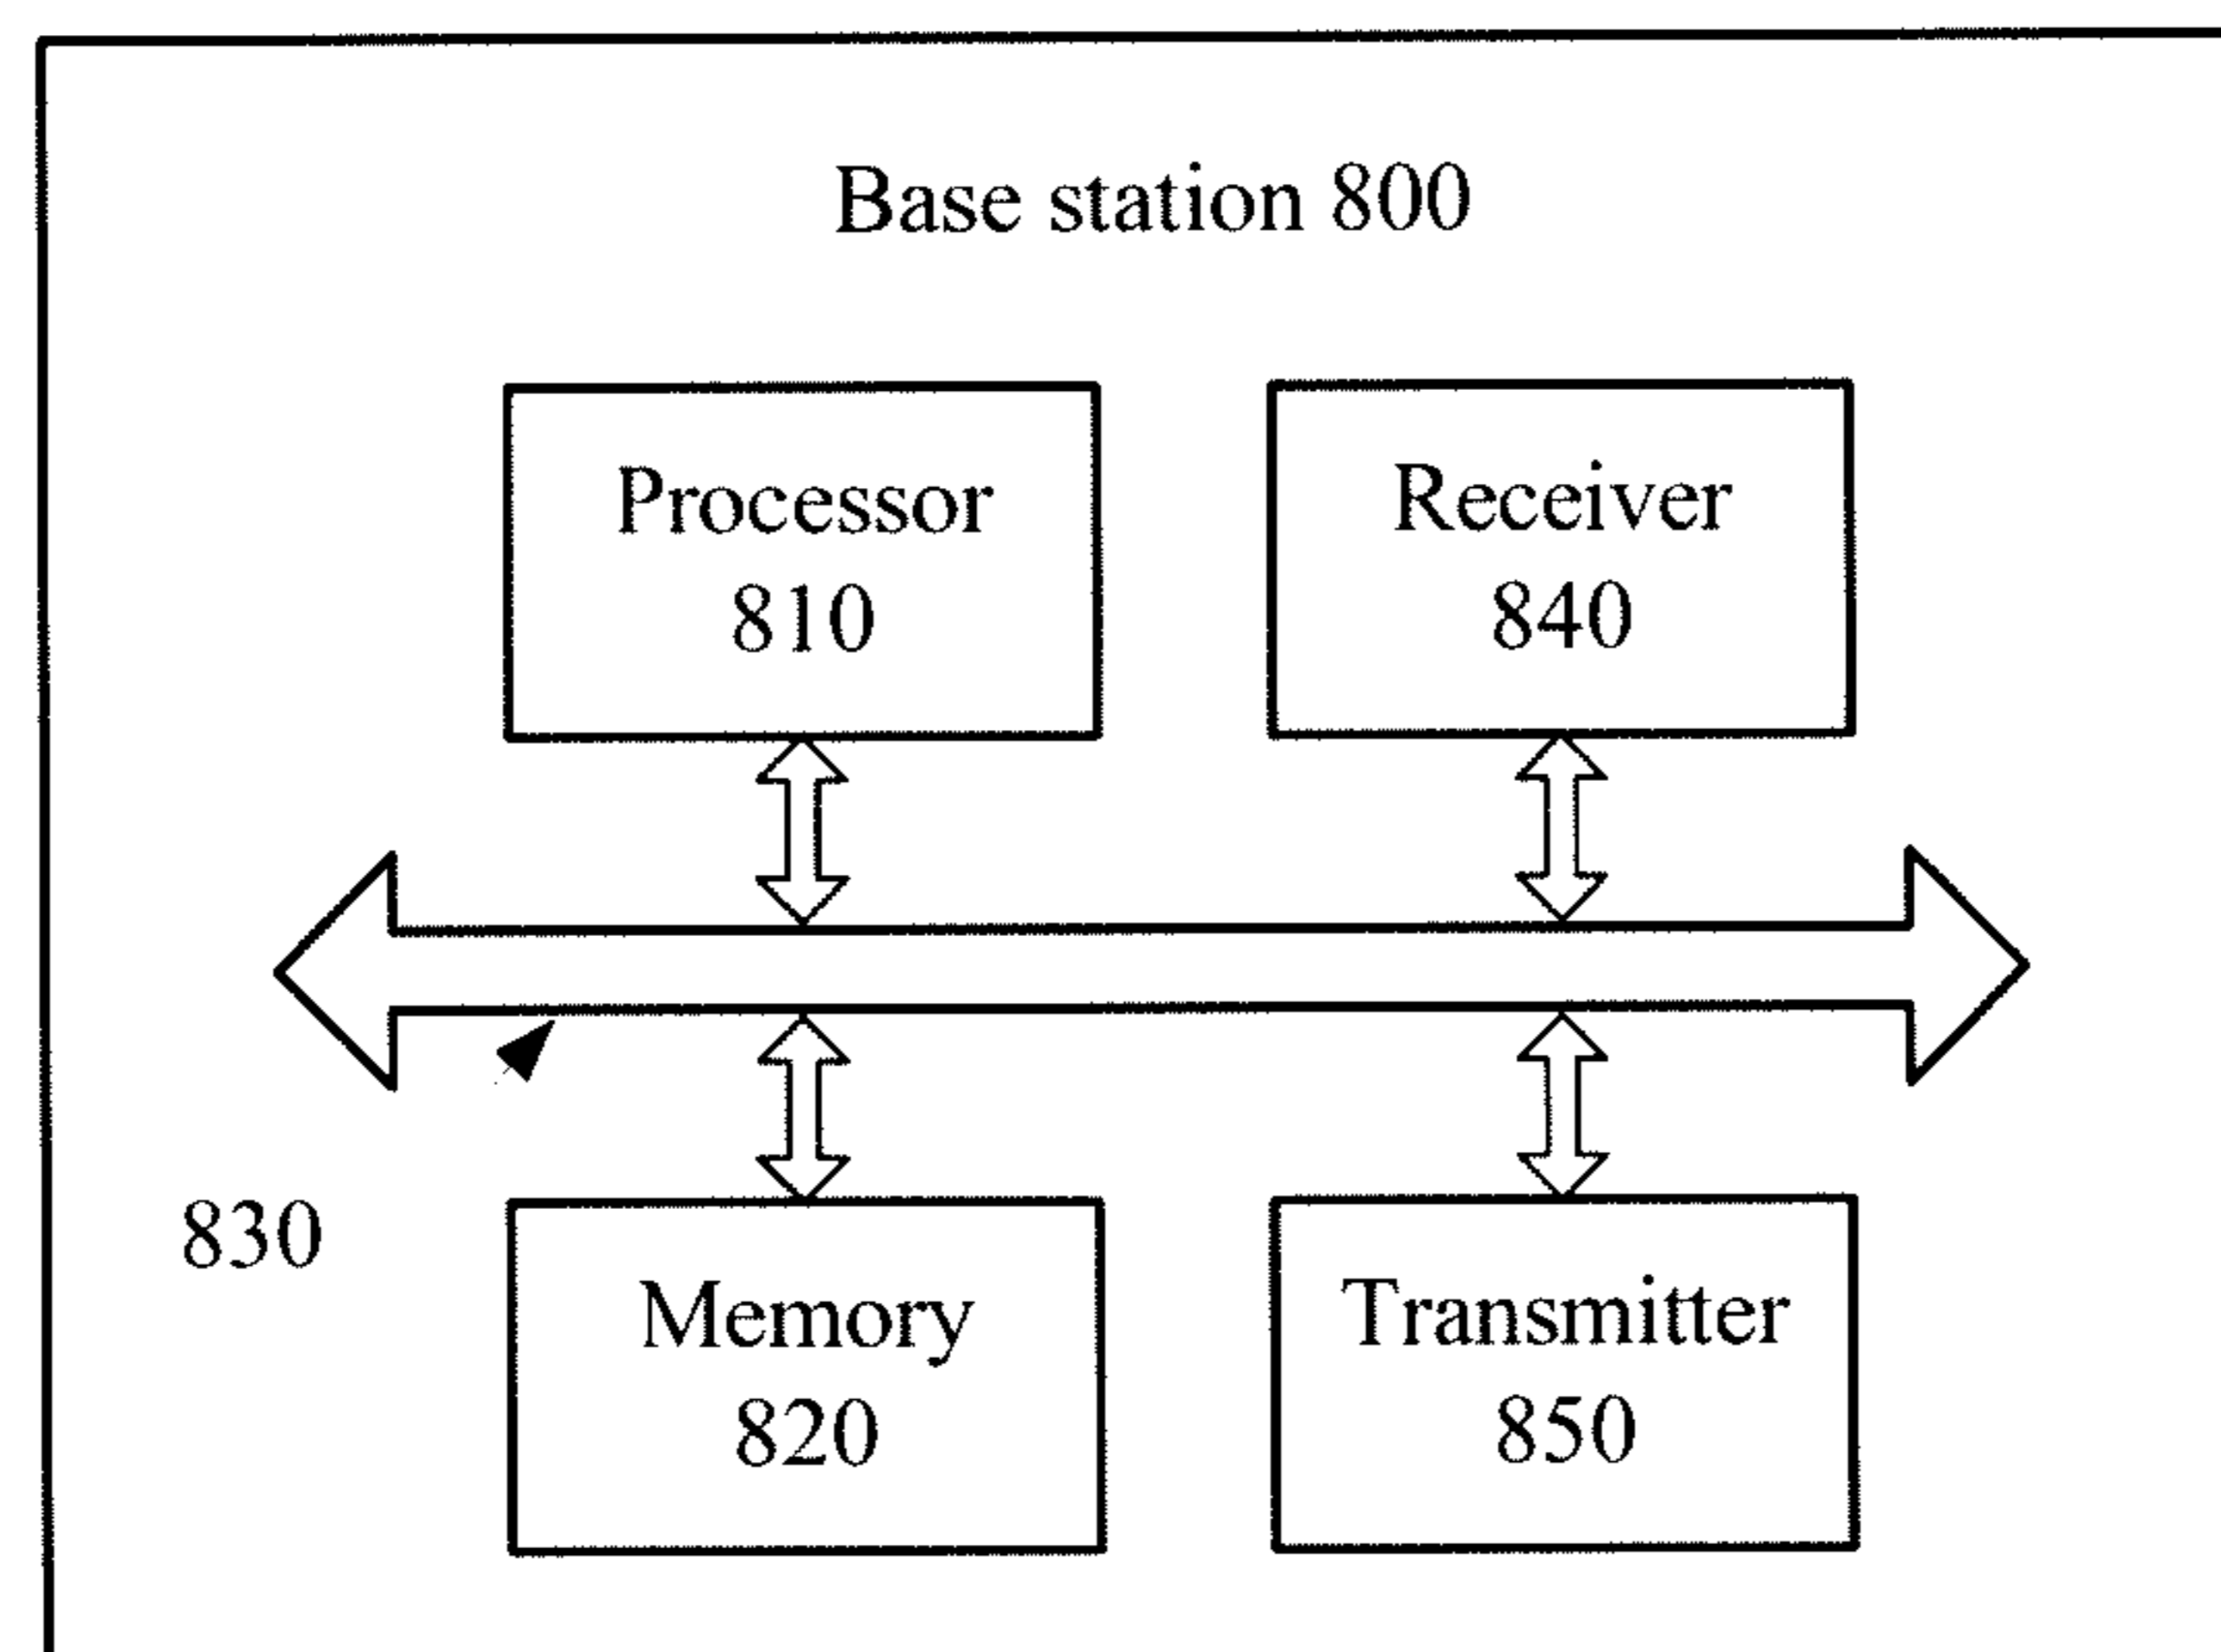 Base station 800
Processor
810
Receiver
840
830
Memory
820
Transmitter
850